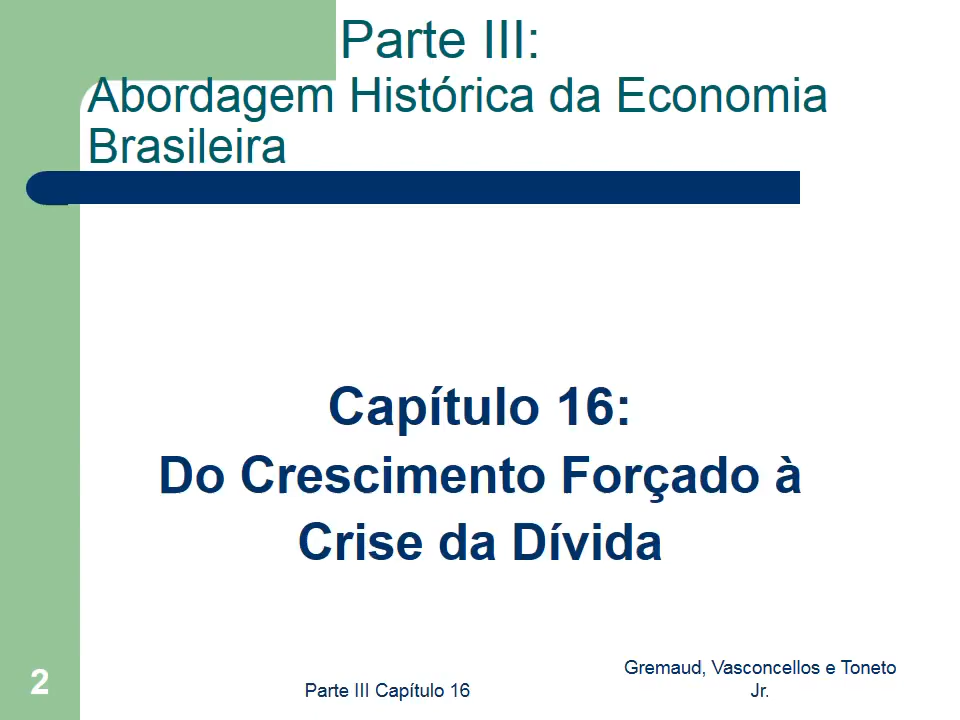 Parte III:
Abordagem Histórica da Economia
Brasileira
Capítulo 16:
Do Crescimento Forçado à
Crise da Dívida
2
Parte III Capítulo 16
Gremaud, Vasconcellos e Toneto
Jr.